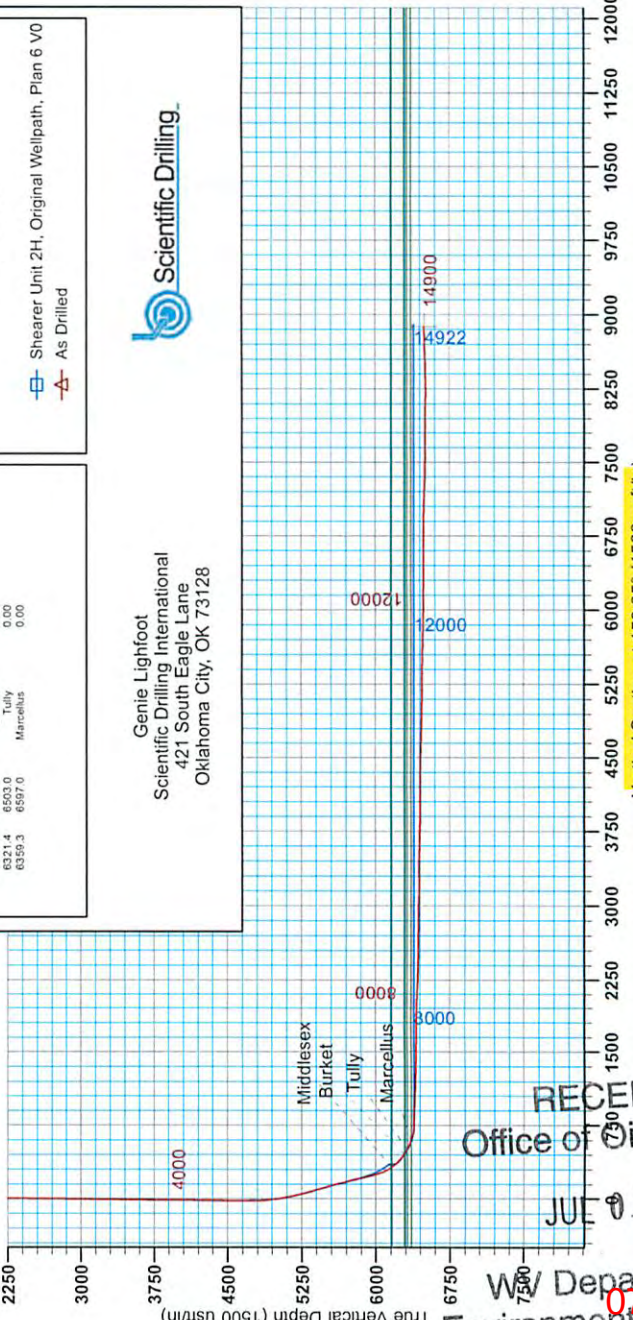 Shearer Unit 2H, Original Wellpath, Plan 6 V0
As Drilled
6321.4 6503.0 Tully 0.00
6359.3 6597.0 Marcellus 0.00
Genie Lightfoot
Scientific Drilling International
421 South Eagle Lane
Oklahoma City, OK 73128
Scientific Drilling
2250
3000
3750
4500
5250
6000
6750
7500
True Vertical Depth (1500 usft/in)
4000
Middlesex
Burket
Tully
Marcellus
8000
8000
12000
12000
14900
14922
0
750
1500
2250
3000
3750
4500
5250
6000
6750
7500
8250
9000
9750
10500
11250
12000
Office of
JUL
WV